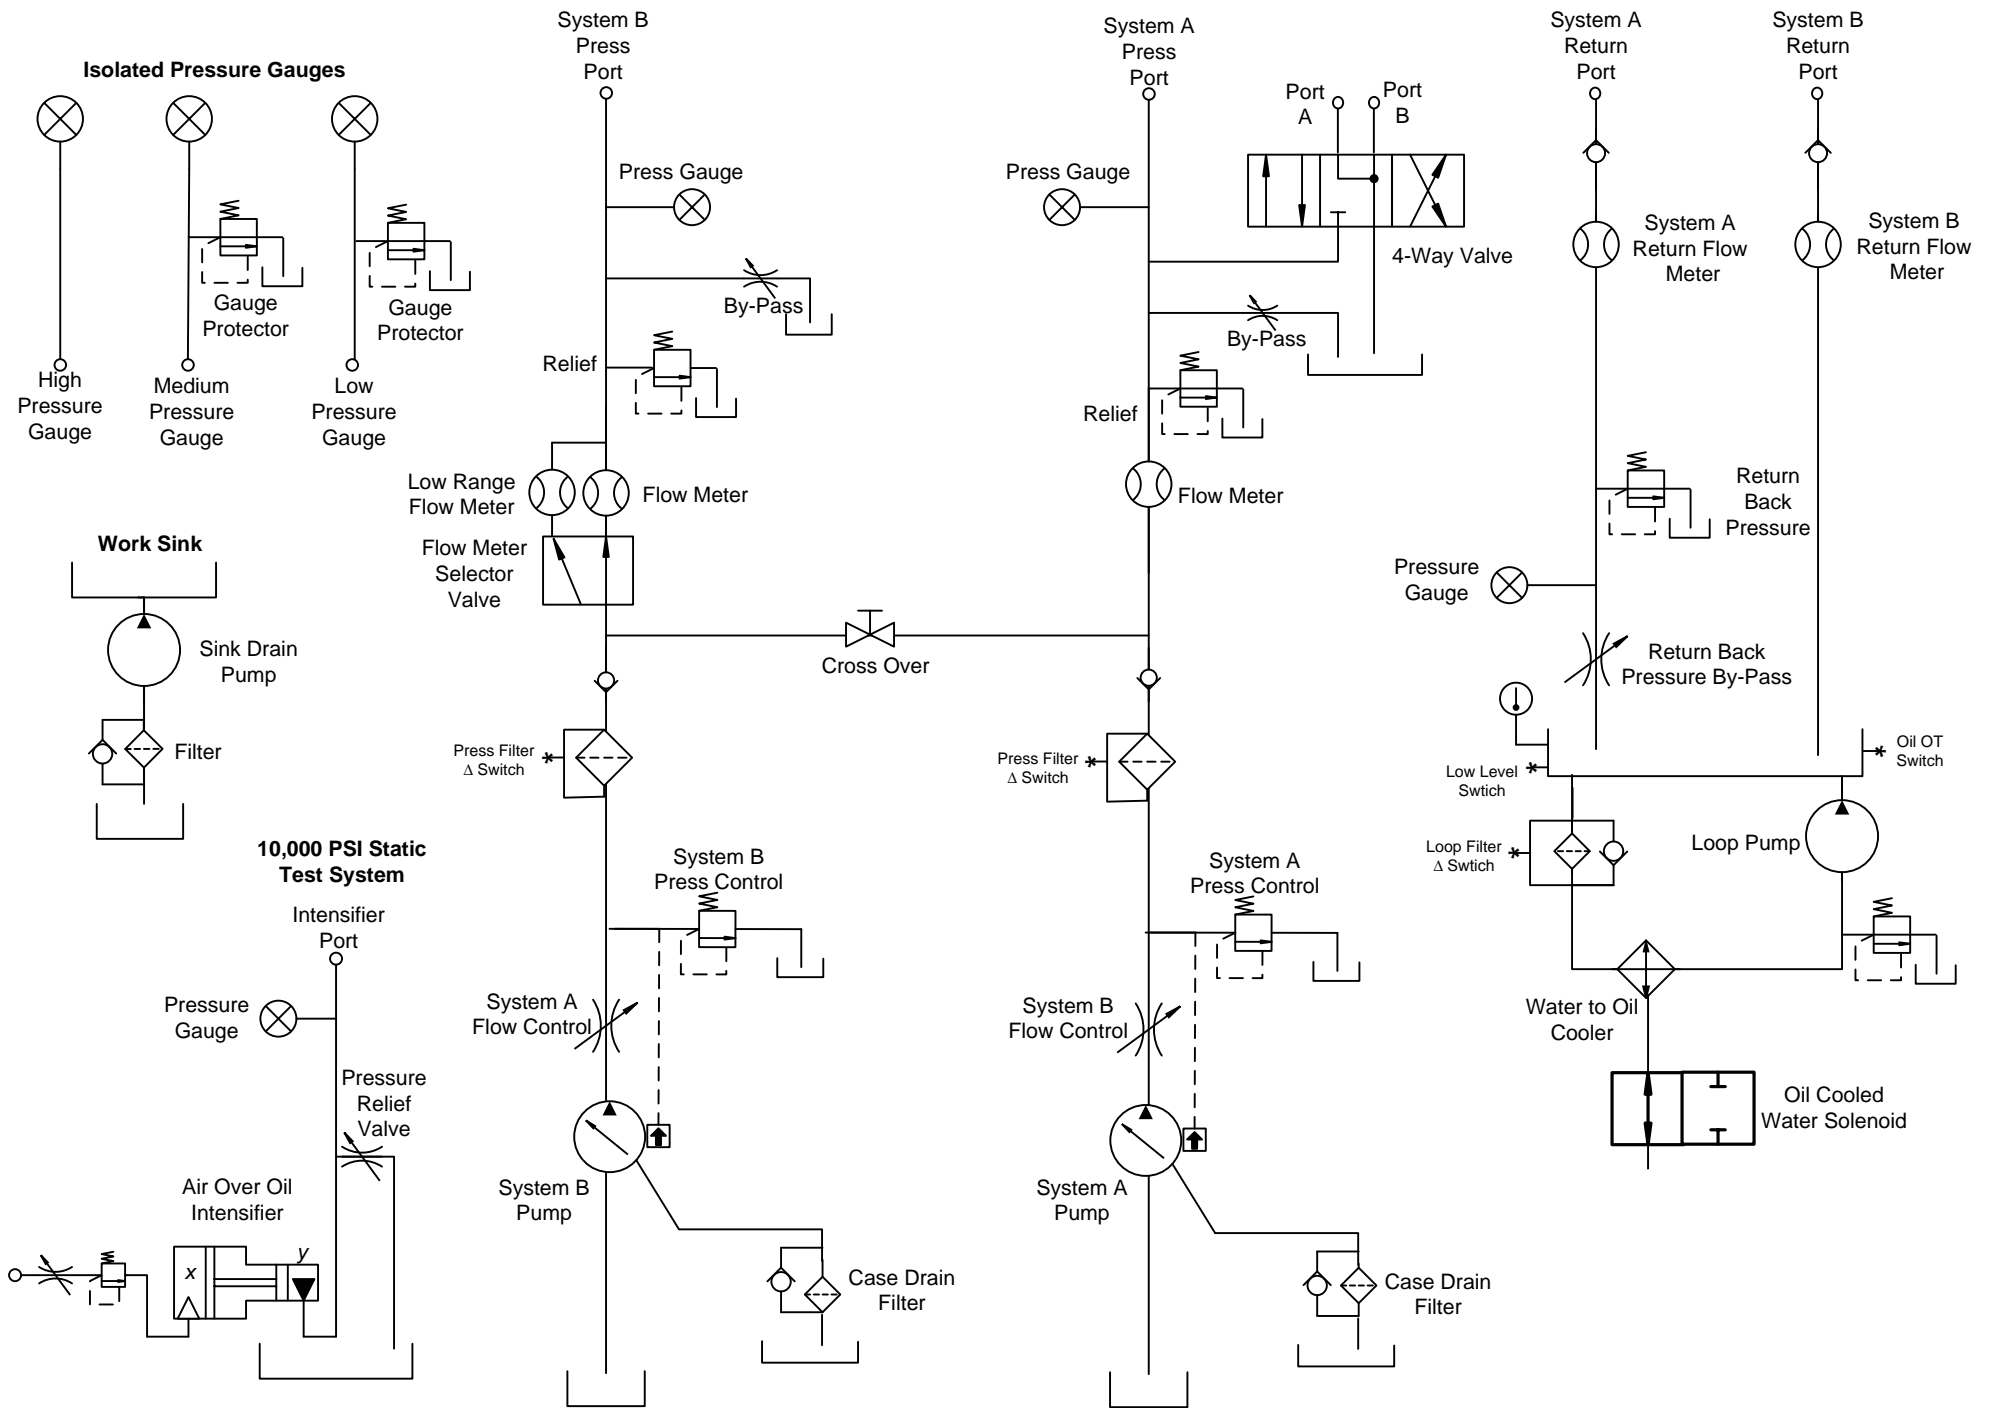 System B
Press
Port
System A
Press
Port
System A
Return
Port
System B
Return
Port
Isolated Pressure Gauges
Port
A
Port
B
Press Gauge
Press Gauge
4-Way Valve
System A
Return Flow
Meter
System B
Return Flow
Meter
Gauge
Protector
Gauge
Protector
By-Pass
By-Pass
Relief
Relief
High
Pressure
Gauge
Medium
Pressure
Gauge
Low
Pressure
Gauge
Low Range
Flow Meter
Flow Meter
Flow Meter
Return
Back
Pressure
Work Sink
Flow Meter
Selector
Valve
Pressure
Gauge
Sink Drain
Pump
Cross Over
Return Back
Pressure By-Pass
Filter
Press Filter
Δ Switch
Press Filter
Δ Switch
Low Level
Swtich
Oil OT
Switch
10,000 PSI Static
Test System
System B
Press Control
System A
Press Control
Loop Filter
Δ Swtich
Loop Pump
Intensifier
Port
Pressure
Gauge
System A
Flow Control
System B
Flow Control
Water to Oil
Cooler
Pressure
Relief
Valve
Oil Cooled
Water Solenoid
Air Over Oil
Intensifier
System B
Pump
System A
Pump
x
y
Case Drain
Filter
Case Drain
Filter